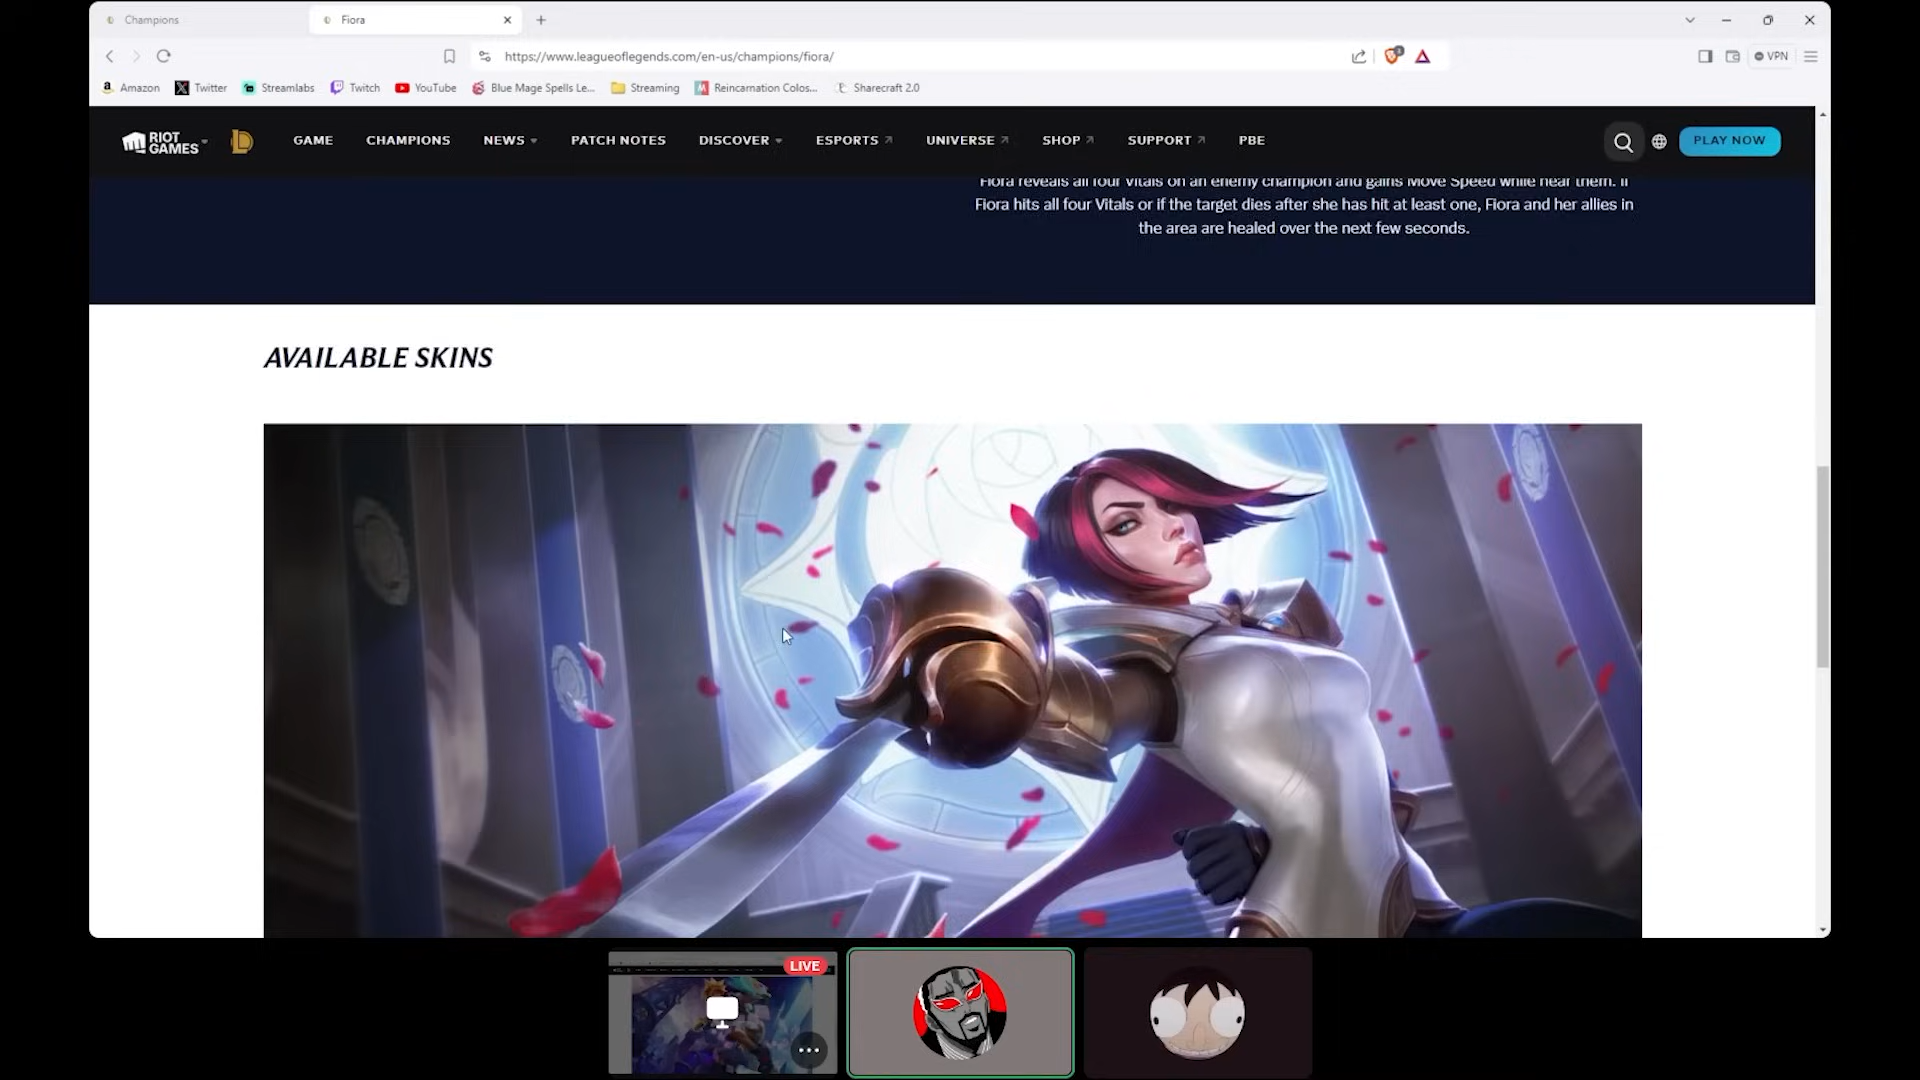 Champions
Fiora
https://www.leagueoflegends.com/en-us/champions/fiora/
VPN
Amazon Twitter Streamlabs Twitch YouTube Blue Mage Spells Le... Streaming Reincarnation Colos... Sharecraft 2.0
RIOT GAMES GAME CHAMPIONS NEWS PATCH NOTES DISCOVER ESPORTS UNIVERSE SHOP SUPPORT PBE PLAY NOW
Fiora reveals all four Vitals on an enemy champion and gains Move Speed while near them. If
Fiora hits all four Vitals or if the target dies after she has hit at least one, Fiora and her allies in
the area are healed over the next few seconds.
AVAILABLE SKINS
LIVE